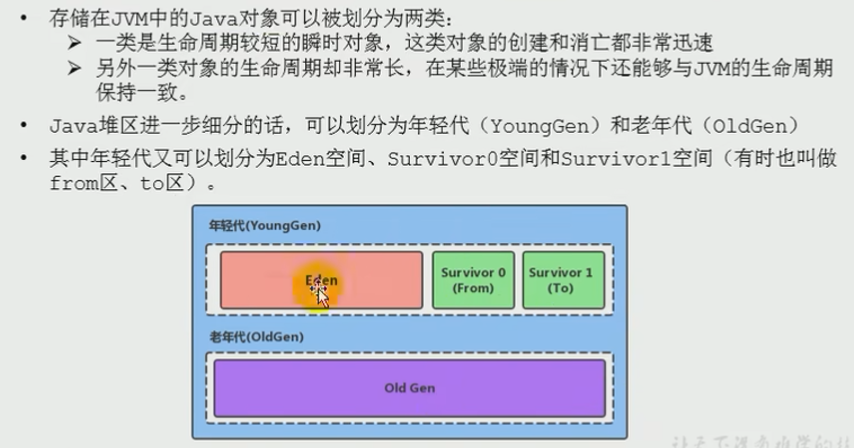 • 存储在JVM中的Java对象可以被划分为两类：
➢ 一类是生命周期较短的瞬时对象，这类对象的创建和消亡都非常迅速
➢ 另外一类对象的生命周期却非常长，在某些极端的情况下还能够与JVM的生命周期
保持一致。
• Java堆区进一步细分的话，可以划分为年轻代（YoungGen）和老年代（OldGen）
• 其中年轻代又可以划分为Eden空间、Survivor0空间和Survivor1空间（有时也叫做
from区、to区）。
年轻代(YoungGen)
Eden
Survivor 0
(From)
Survivor 1
(To)
老年代(OldGen)
Old Gen